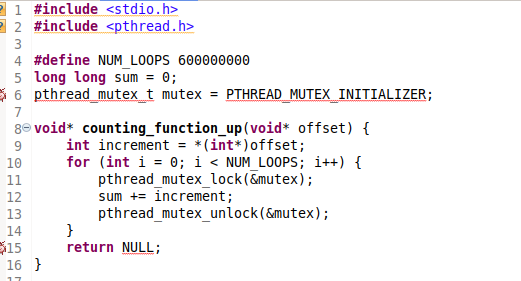 1 #include <stdio.h>
2 #include <pthread.h>
3
4 #define NUM_LOOPS 600000000
5 long long sum = 0;
6 pthread_mutex_t mutex = PTHREAD_MUTEX_INITIALIZER;
7
8 void* counting_function_up(void* offset) {
9     int increment = *(int*)offset;
10     for (int i = 0; i < NUM_LOOPS; i++) {
11         pthread_mutex_lock(&mutex);
12         sum += increment;
13         pthread_mutex_unlock(&mutex);
14     }
15     return NULL;
16 }
17